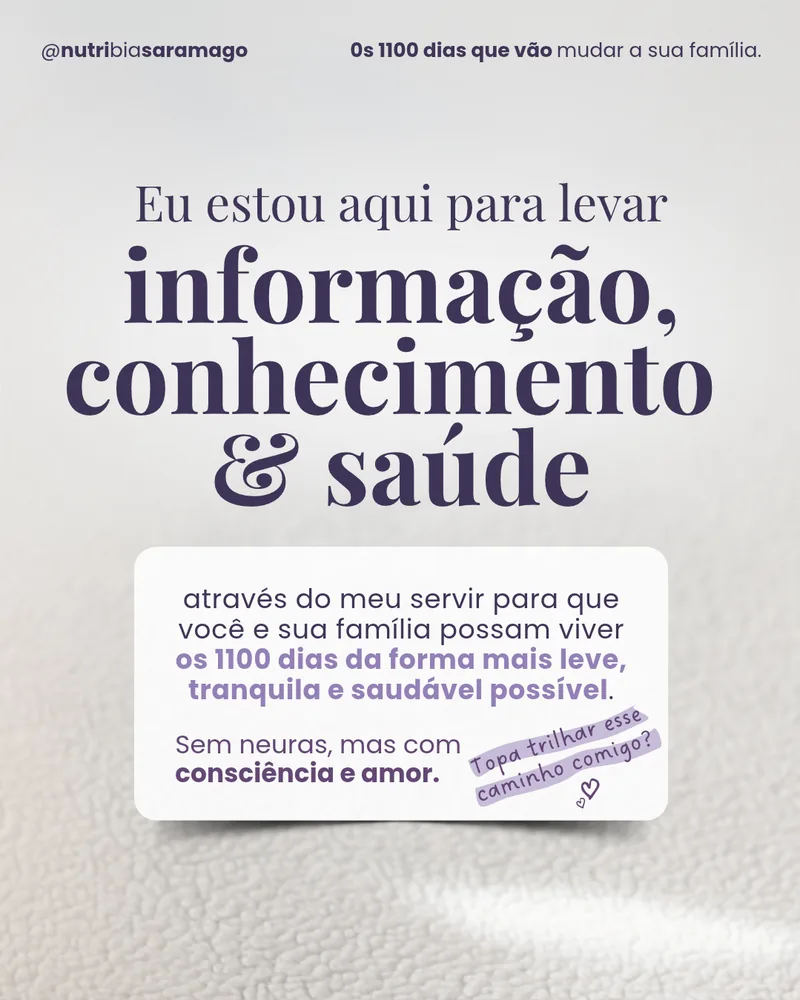 @nutribiasaramago
0s 1100 dias que vão mudar a sua família.
Eu estou aqui para levar
informação,
conhecimento
& saúde
através do meu servir para que
você e sua família possam viver
os 1100 dias da forma mais leve,
tranquila e saudável possível.
Sem neuras, mas com
consciência e amor.
Topa trilhar esse
caminho comigo?